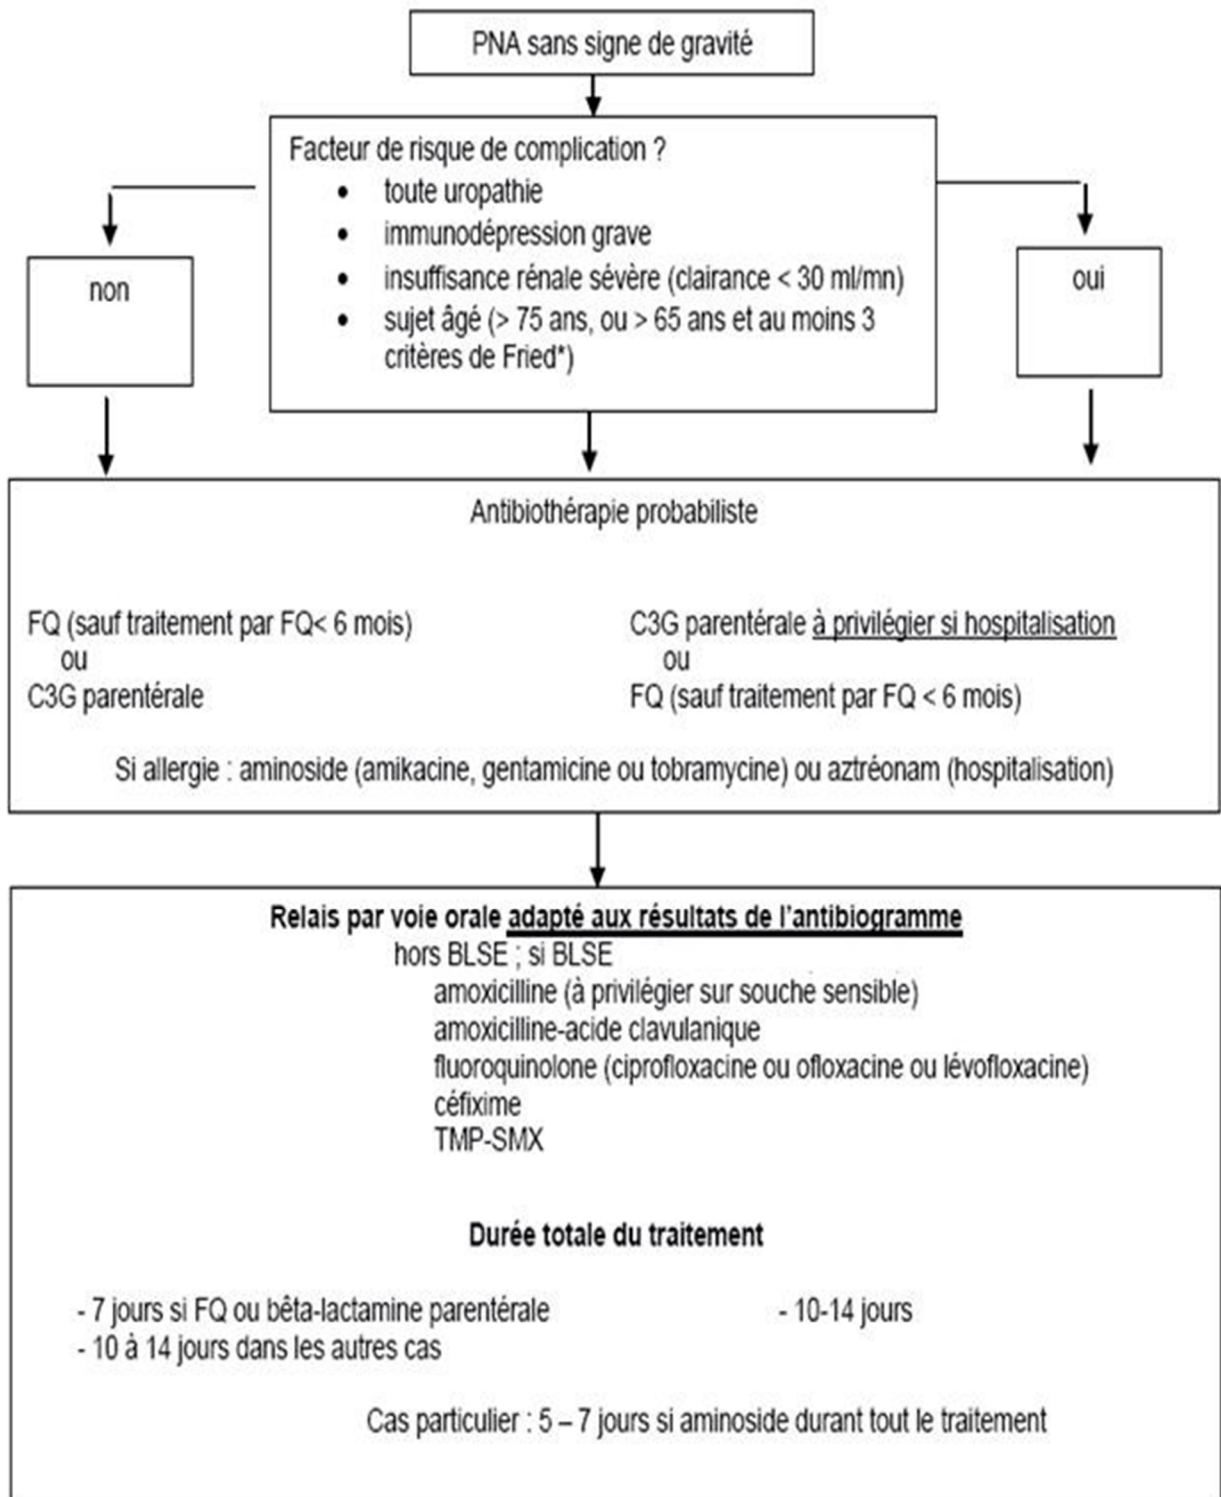 PNA sans signe de gravité
Facteur de risque de complication ?
• toute uropathie
• immunodépression grave
• insuffisance rénale sévère (clairance < 30 ml/mn)
• sujet âgé (> 75 ans, ou > 65 ans et au moins 3
critères de Fried*)
non
oui
Antibiothérapie probabiliste
FQ (sauf traitement par FQ< 6 mois)
ou
C3G parentérale
C3G parentérale à privilégier si hospitalisation
ou
FQ (sauf traitement par FQ < 6 mois)
Si allergie : aminoside (amikacine, gentamicine ou tobramycine) ou aztréonam (hospitalisation)
Relais par voie orale adapté aux résultats de l'antibiogramme
hors BLSE ; si BLSE
amoxicilline (à privilégier sur souche sensible)
amoxicilline-acide clavulanique
fluoroquinolone (ciprofloxacine ou ofloxacine ou lévofloxacine)
céfixime
TMP-SMX
Durée totale du traitement
- 7 jours si FQ ou bêta-lactamine parentérale
- 10 à 14 jours dans les autres cas
- 10-14 jours
Cas particulier : 5 – 7 jours si aminoside durant tout le traitement